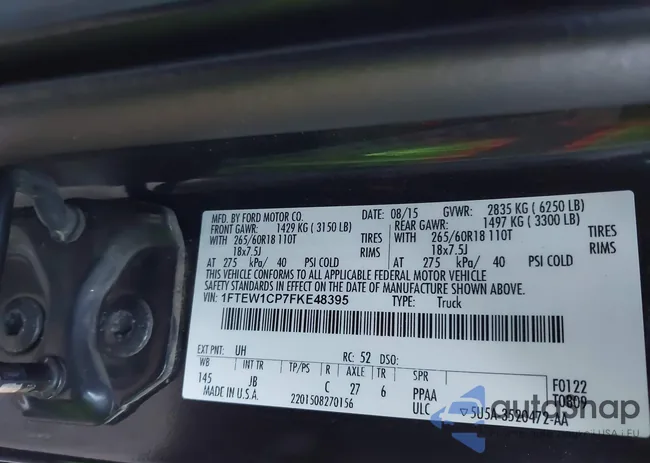 MFD. BY FORD MOTOR CO. DATE: 08/15 GVWR: 2835 KG ( 6250 LB)
FRONT GAWR: 1429 KG ( 3150 LB) REAR GAWR: 1497 KG ( 3300 LB)
WITH 265/60R18 110T TIRES WITH 265/60R18 110T TIRES
18x7.5J RIMS 18x7.5J RIMS
AT 275 kPa/ 40 PSI COLD AT 275 kPa/ 40 PSI COLD
THIS VEHICLE CONFORMS TO ALL APPLICABLE FEDERAL MOTOR VEHICLE
SAFETY STANDARDS IN EFFECT ON THE DATE OF MANUFACTURE SHOWN ABOVE.
VIN: 1FTEW1CP7FKE48395 TYPE: Truck
EXT PNT: UH RC: 52 DSO:
WB INT TR TP/PS R AXLE TR SPR
145 JB C 27 6 PPAA F0122
MADE IN U.S.A. 2201508270156 ULC T0809
5U5A-3520472-AA
autosnap